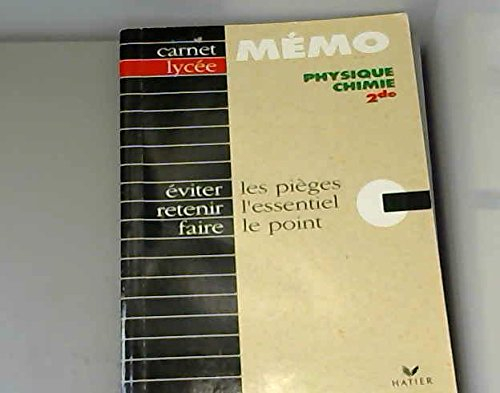 carnet MÉMO
lycée
PHYSIQUE
CHIMIE
2de
éviter les pièges
retenir l'essentiel
faire le point
HATIER